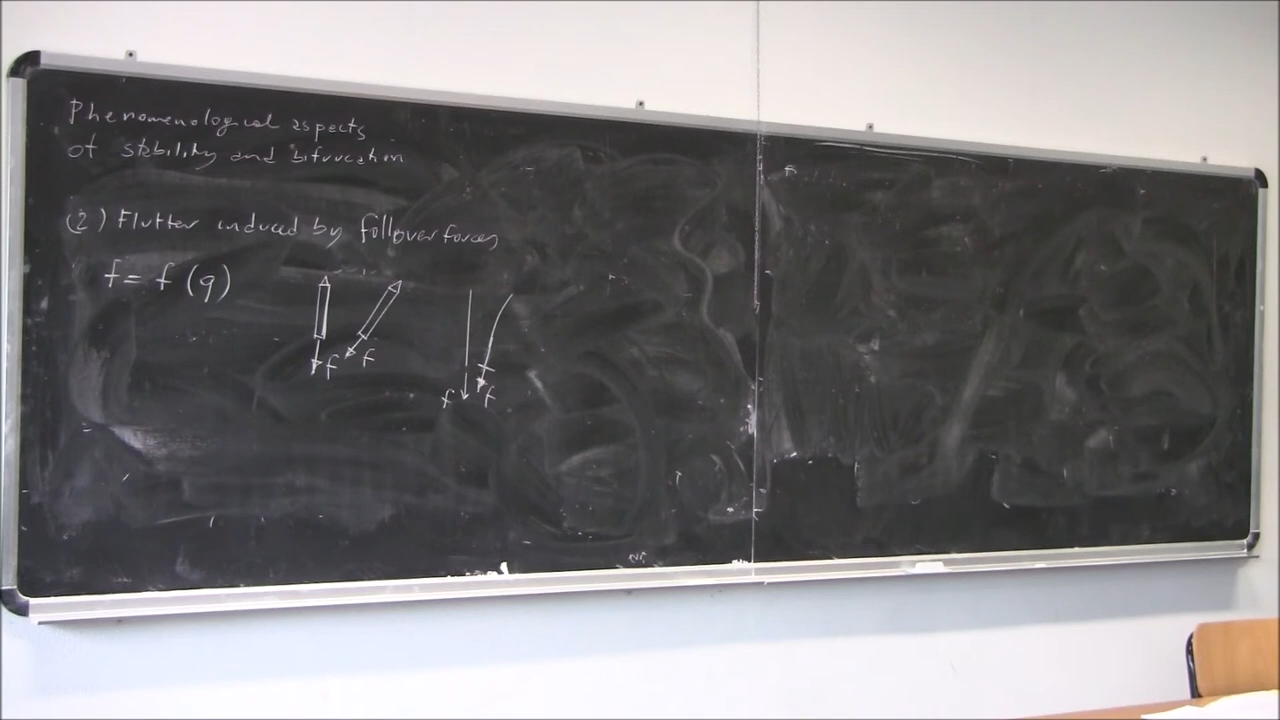 Phenomenological aspects
of stability and bifurcation
(2) Flutter induced by follower forces
f = f (q)
f f
f f